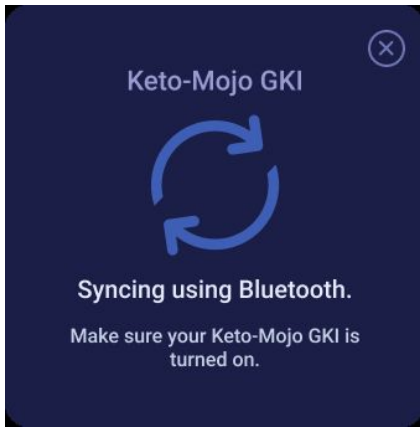 Keto-Mojo GKI
Syncing using Bluetooth.
Make sure your Keto-Mojo GKI is
turned on.